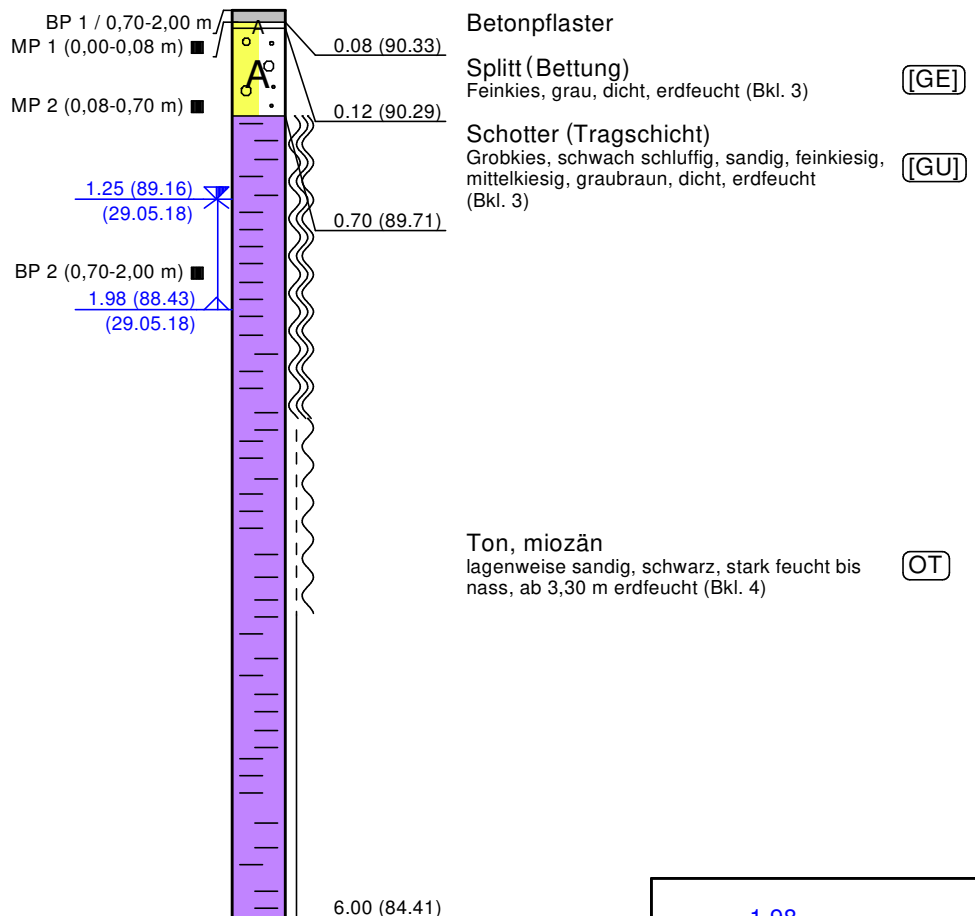 BP 1 / 0,70-2,00 m
MP 1 (0,00-0,08 m)
MP 2 (0,08-0,70 m)
1.25 (89.16)
(29.05.18)
BP 2 (0,70-2,00 m)
1.98 (88.43)
(29.05.18)
A
A
0.08 (90.33)
0.12 (90.29)
0.70 (89.71)
6.00 (84.41)
Betonpflaster
Splitt (Bettung)
Feinkies, grau, dicht, erdfeucht (Bkl. 3)
[GE]
Schotter (Tragschicht)
Grobkies, schwach schluffig, sandig, feinkiesig,
mittelkiesig, graubraun, dicht, erdfeucht
(Bkl. 3)
[GU]
Ton, miozän
lagenweise sandig, schwarz, stark feucht bis
nass, ab 3,30 m erdfeucht (Bkl. 4)
OT
1.98